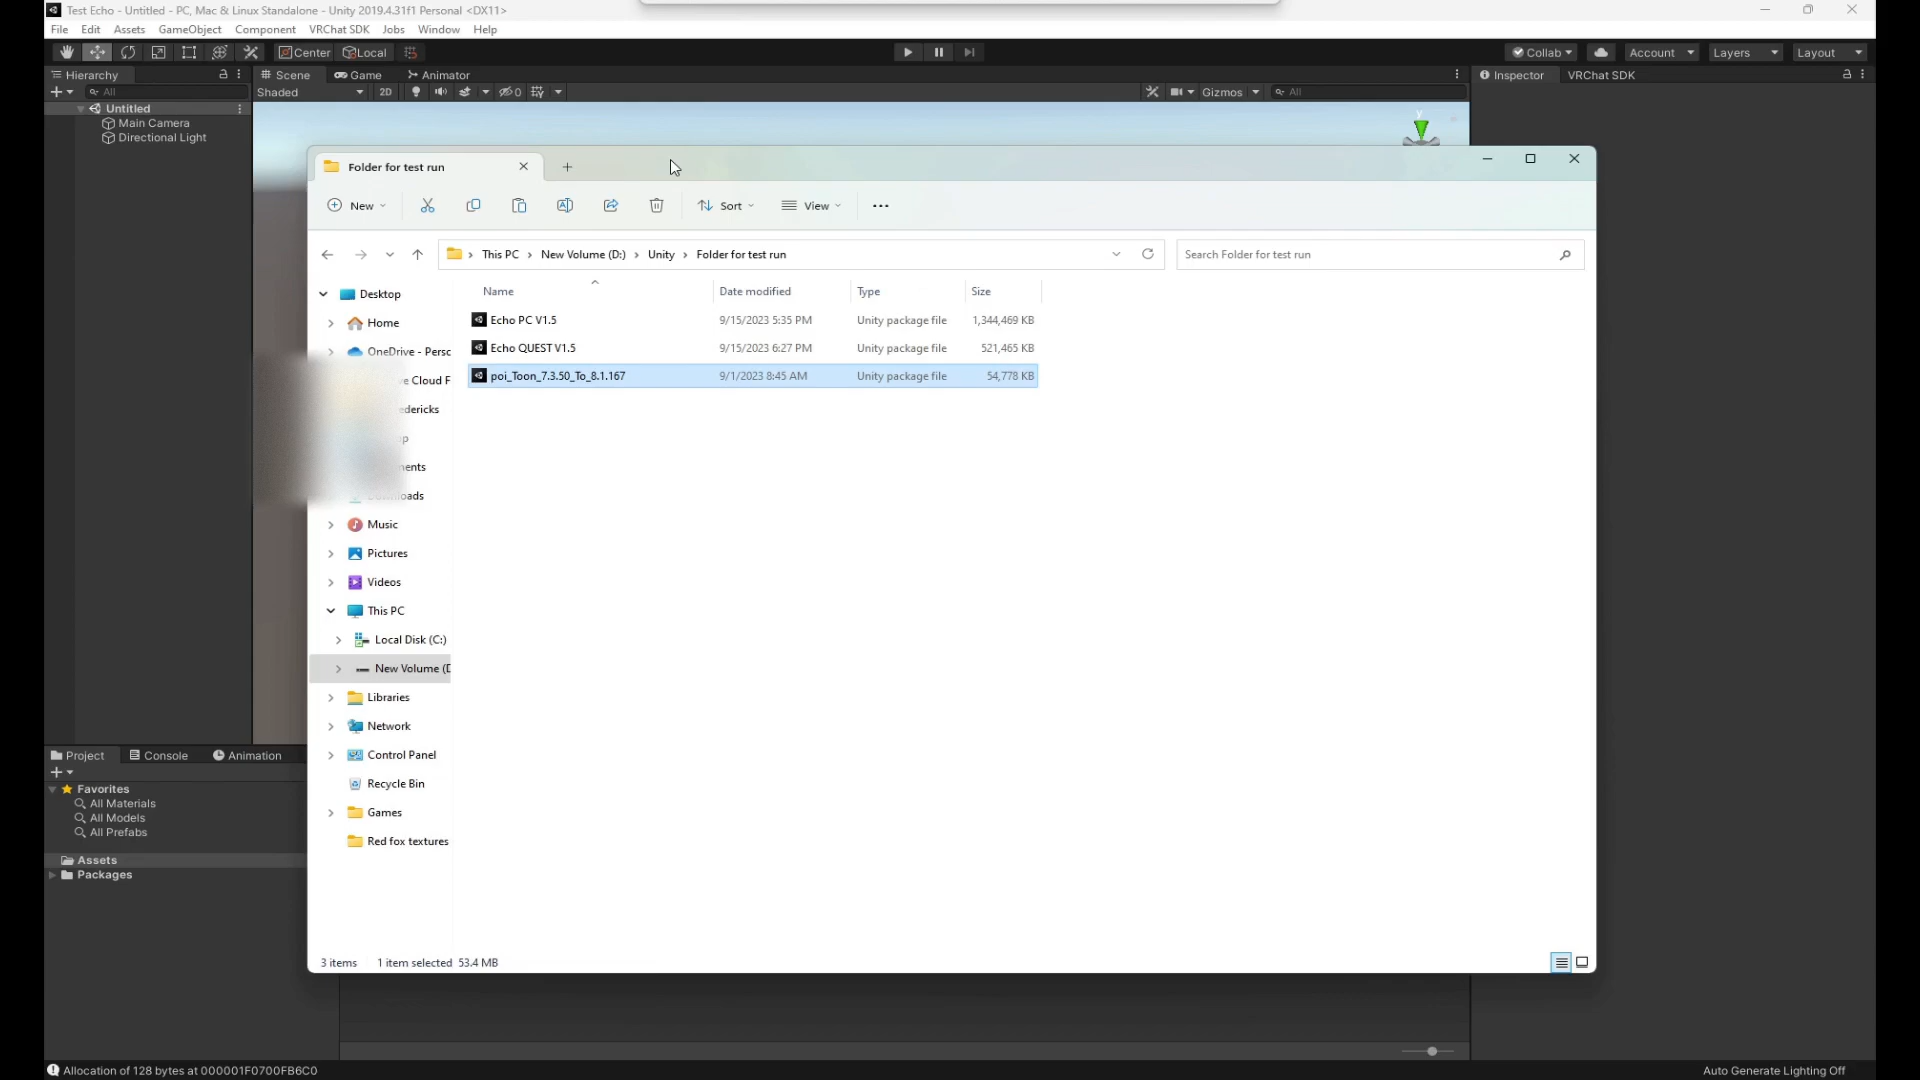 Test Echo - Untitled - PC, Mac & Linux Standalone - Unity 2019.4.31f1 Personal <DX11>
File Edit Assets GameObject Component VRChat SDK Jobs Window Help
Center Local
Collab Account Layers Layout
Hierarchy
Scene Game Animator
Inspector VRChat SDK
All
Shaded 2D 0 Gizmos All
Untitled
Main Camera
Directional Light
y
Folder for test run
New Sort View
This PC > New Volume (D:) > Unity > Folder for test run
Search Folder for test run
Name Date modified Type Size
Echo PC V1.5 9/15/2023 5:35 PM Unity package file 1,344,469 KB
Echo QUEST V1.5 9/15/2023 6:27 PM Unity package file 521,465 KB
poi_Toon_7.3.50_To_8.1.167 9/1/2023 8:45 AM Unity package file 54,778 KB
Desktop
Home
OneDrive - Persc
ve Cloud F
edericks
p
nents
oads
Music
Pictures
Videos
This PC
Local Disk (C:)
New Volume (D
Libraries
Network
Control Panel
Recycle Bin
Games
Red fox textures
3 items 1 item selected 53.4 MB
Project Console Animation
Favorites
All Materials
All Models
All Prefabs
Assets
Packages
Allocation of 128 bytes at 000001F0700FB6C0
Auto Generate Lighting Off